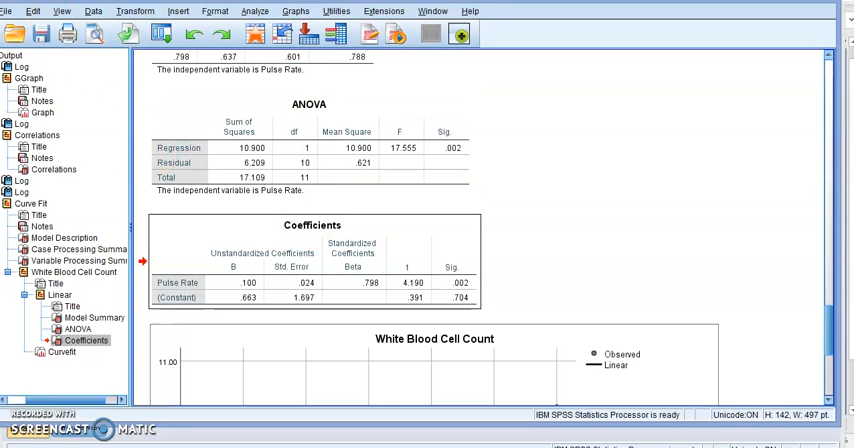 File Edit View Data Transform Insert Format Analyze Graphs Utilities Extensions Window Help
Output
Log
GGraph
Title
Notes
Graph
Log
Correlations
Title
Notes
Correlations
Log
Log
Curve Fit
Title
Notes
Model Description
Case Processing Summa
Variable Processing Sum
White Blood Cell Count
Title
Linear
Title
Model Summary
ANOVA
Coefficients
Curvefit
.798 .637 .601 .788
The independent variable is Pulse Rate.
ANOVA
Sum of Squares df Mean Square F Sig.
Regression 10.900 1 10.900 17.555 .002
Residual 6.209 10 .621
Total 17.109 11
The independent variable is Pulse Rate.
Coefficients
Unstandardized Coefficients Standardized Coefficients
B Std. Error Beta t Sig.
Pulse Rate .100 .024 .798 4.190 .002
(Constant) .663 1.697 .391 .704
White Blood Cell Count
11.00
Observed
Linear
IBM SPSS Statistics Processor is ready Unicode:ON H: 142, W: 497 pt.
RECORDED WITH
SCREENCAST MATIC